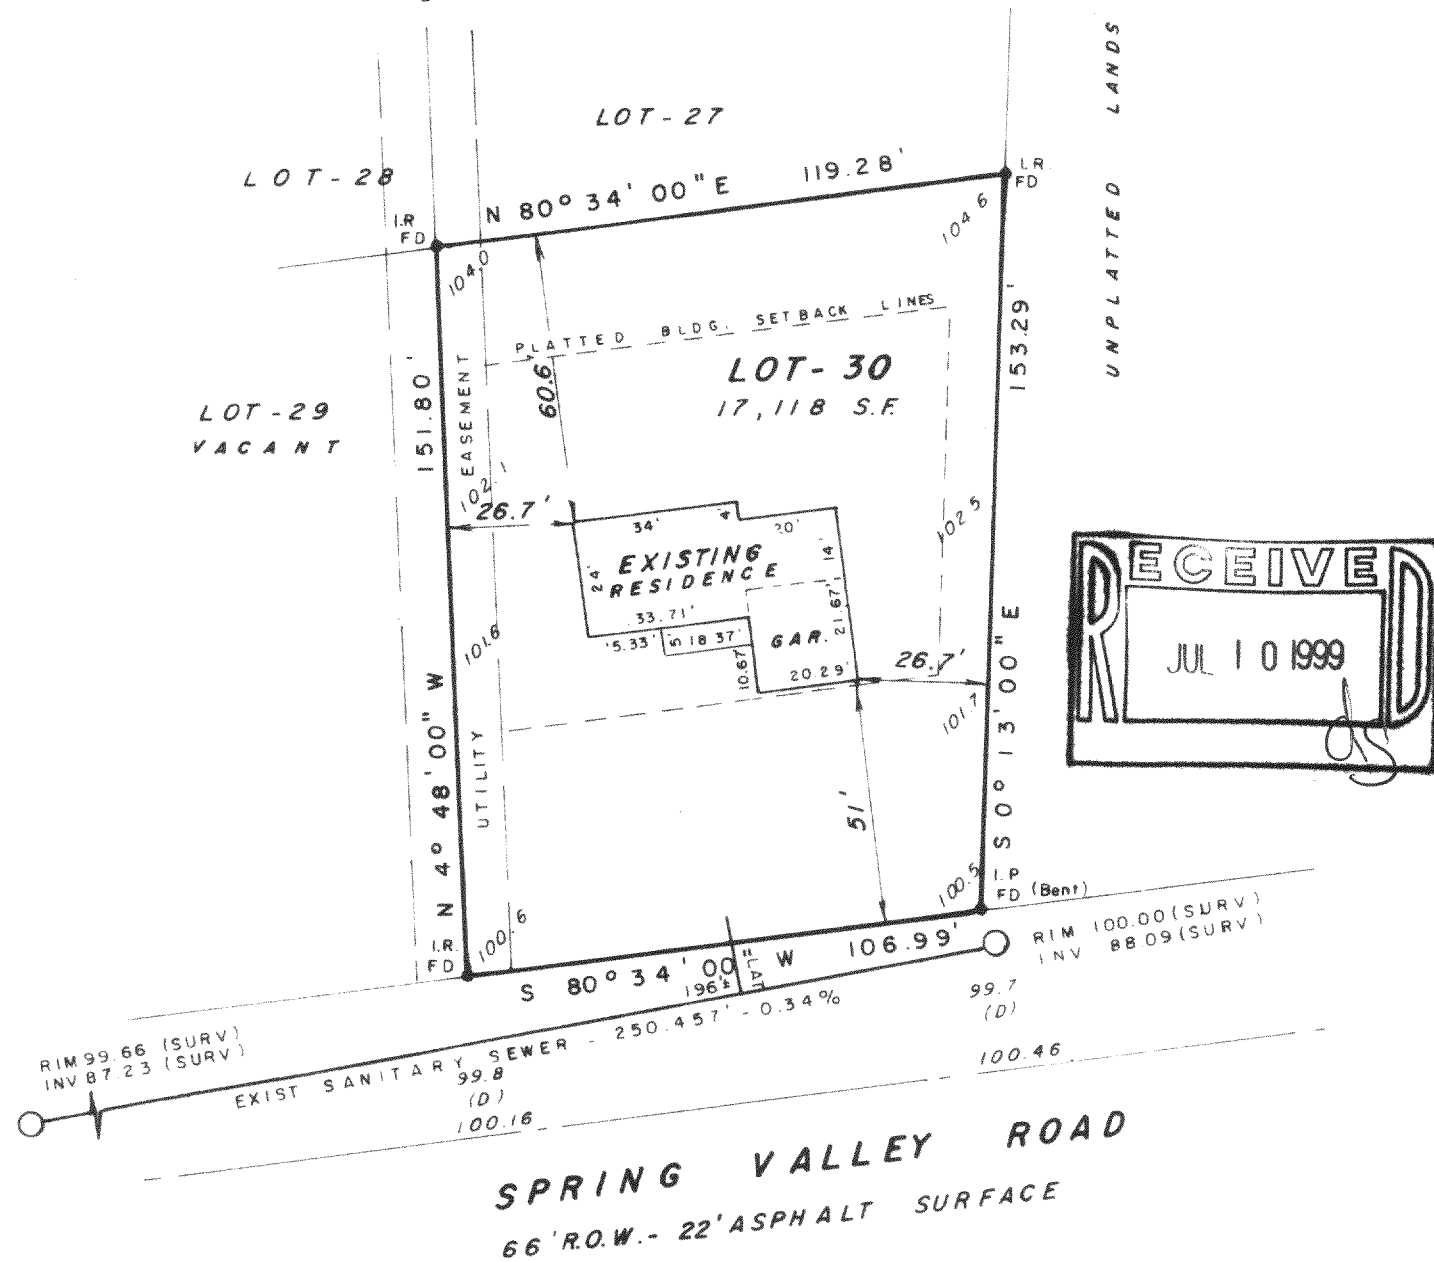 LOT-27
LOT-28
UNPLATTED LANDS
N 80° 34' 00" E 119.28'
I.R.
FD
I.R
FD
104.0
104.6
PLATTED BLDG. SETBACK LINES
LOT-30
17,118 S.F.
153.29'
151.80'
EASEMENT
60.6'
LOT-29
VACANT
102.1
26.7'
34'
4'
20'
102.5
EXISTING
RESIDENCE
24'
14'
33.71'
21.67'
18.37'
GAR.
10.67'
20.29'
26.7'
101.6
101.7
RECEIVED
JUL 10 1999
N 4° 48' 00" W
S 0° 13' 00" E
UTILITY
51'
100.5
I.P
FD (Bent)
100.6
I.R.
FD
S 80° 34' 00" W 106.99'
196'±
LAT
RIM 100.00 (SURV)
INV 88.09 (SURV)
RIM 99.66 (SURV)
INV 87.23 (SURV)
EXIST SANITARY SEWER - 250.457' - 0.34%
99.7
(D)
100.46
99.8
(D)
100.16
SPRING VALLEY ROAD
66' R.O.W. - 22' ASPHALT SURFACE